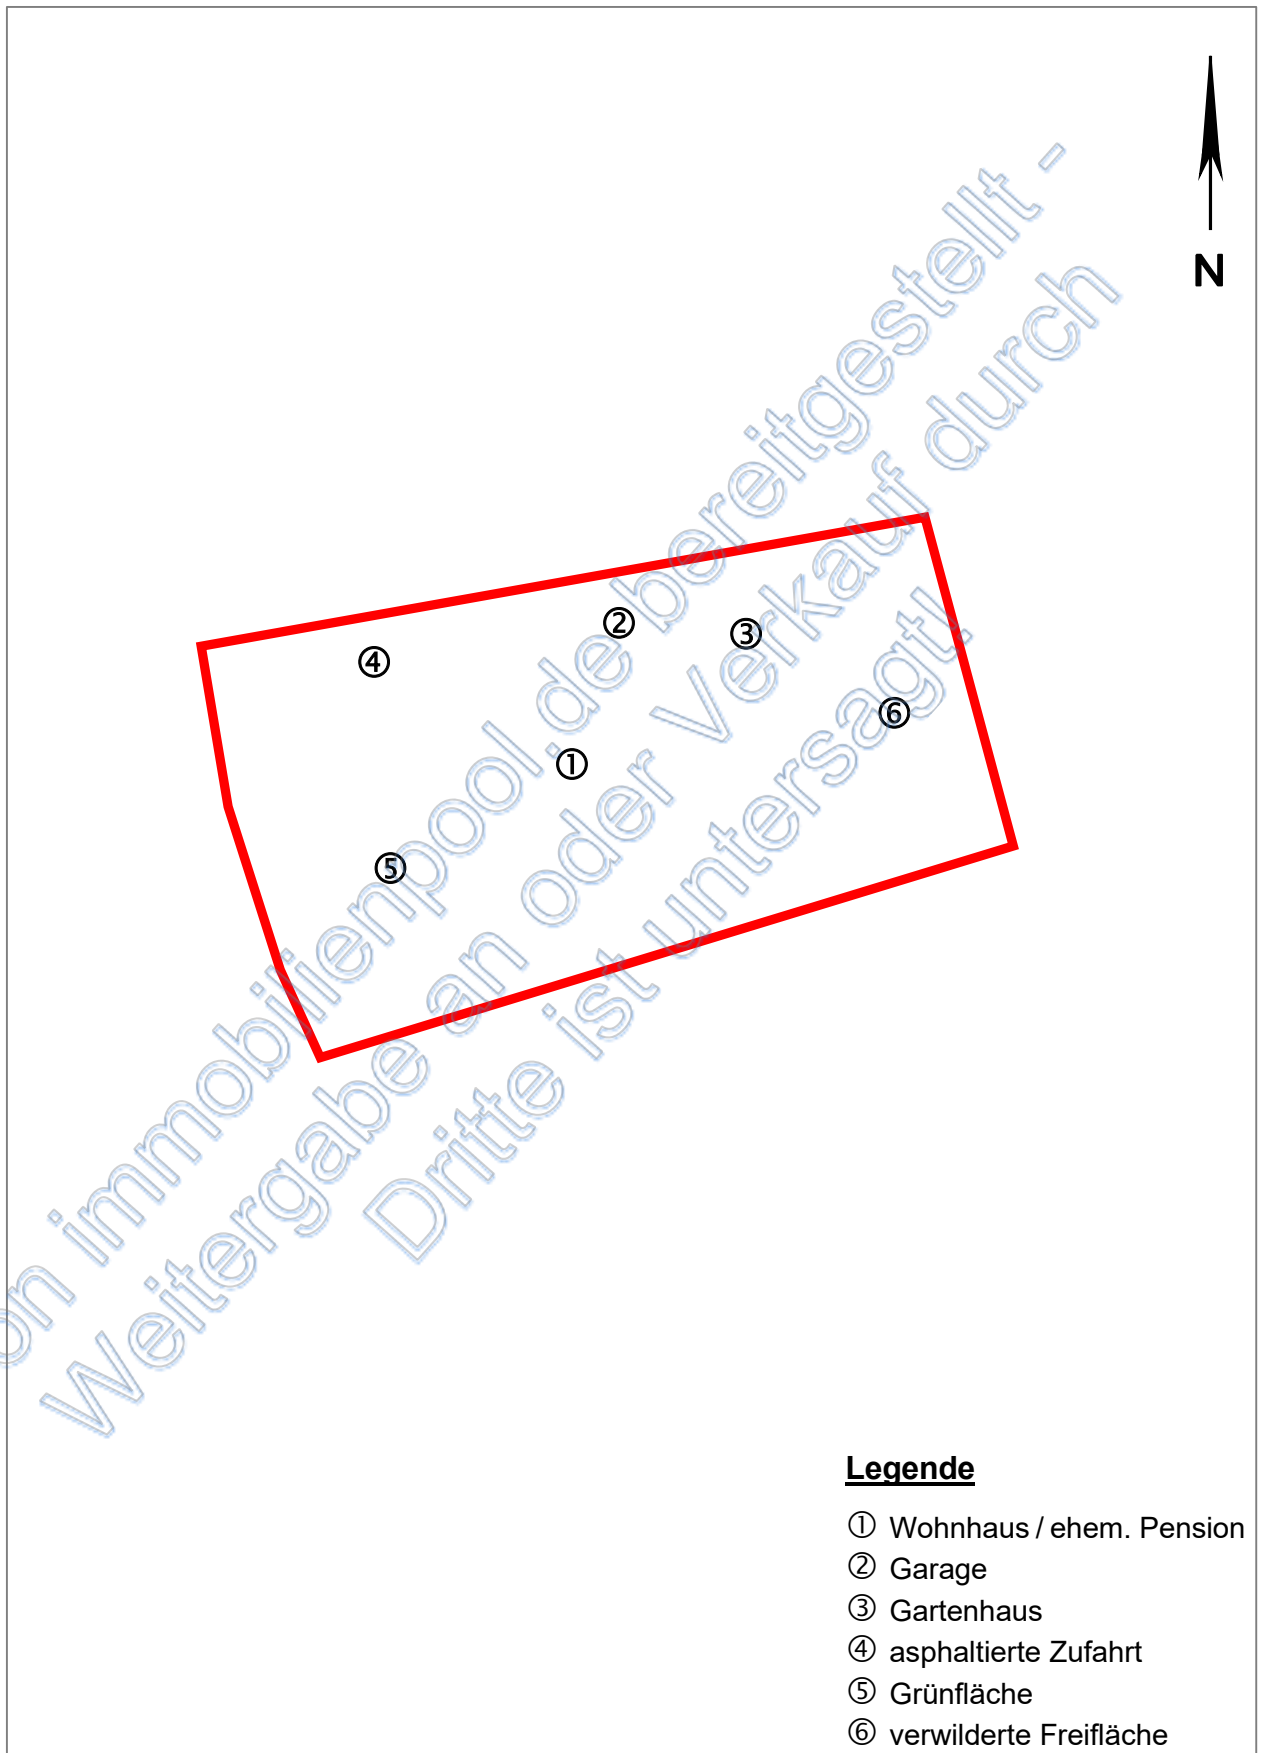 N
on immobilienpool.de bereitgestellt -
Weitergabe an oder Verkauf durch
Dritte ist untersagt!
②
③
④
⑥
①
⑤
Legende
① Wohnhaus / ehem. Pension
② Garage
③ Gartenhaus
④ asphaltierte Zufahrt
⑤ Grünfläche
⑥ verwilderte Freifläche